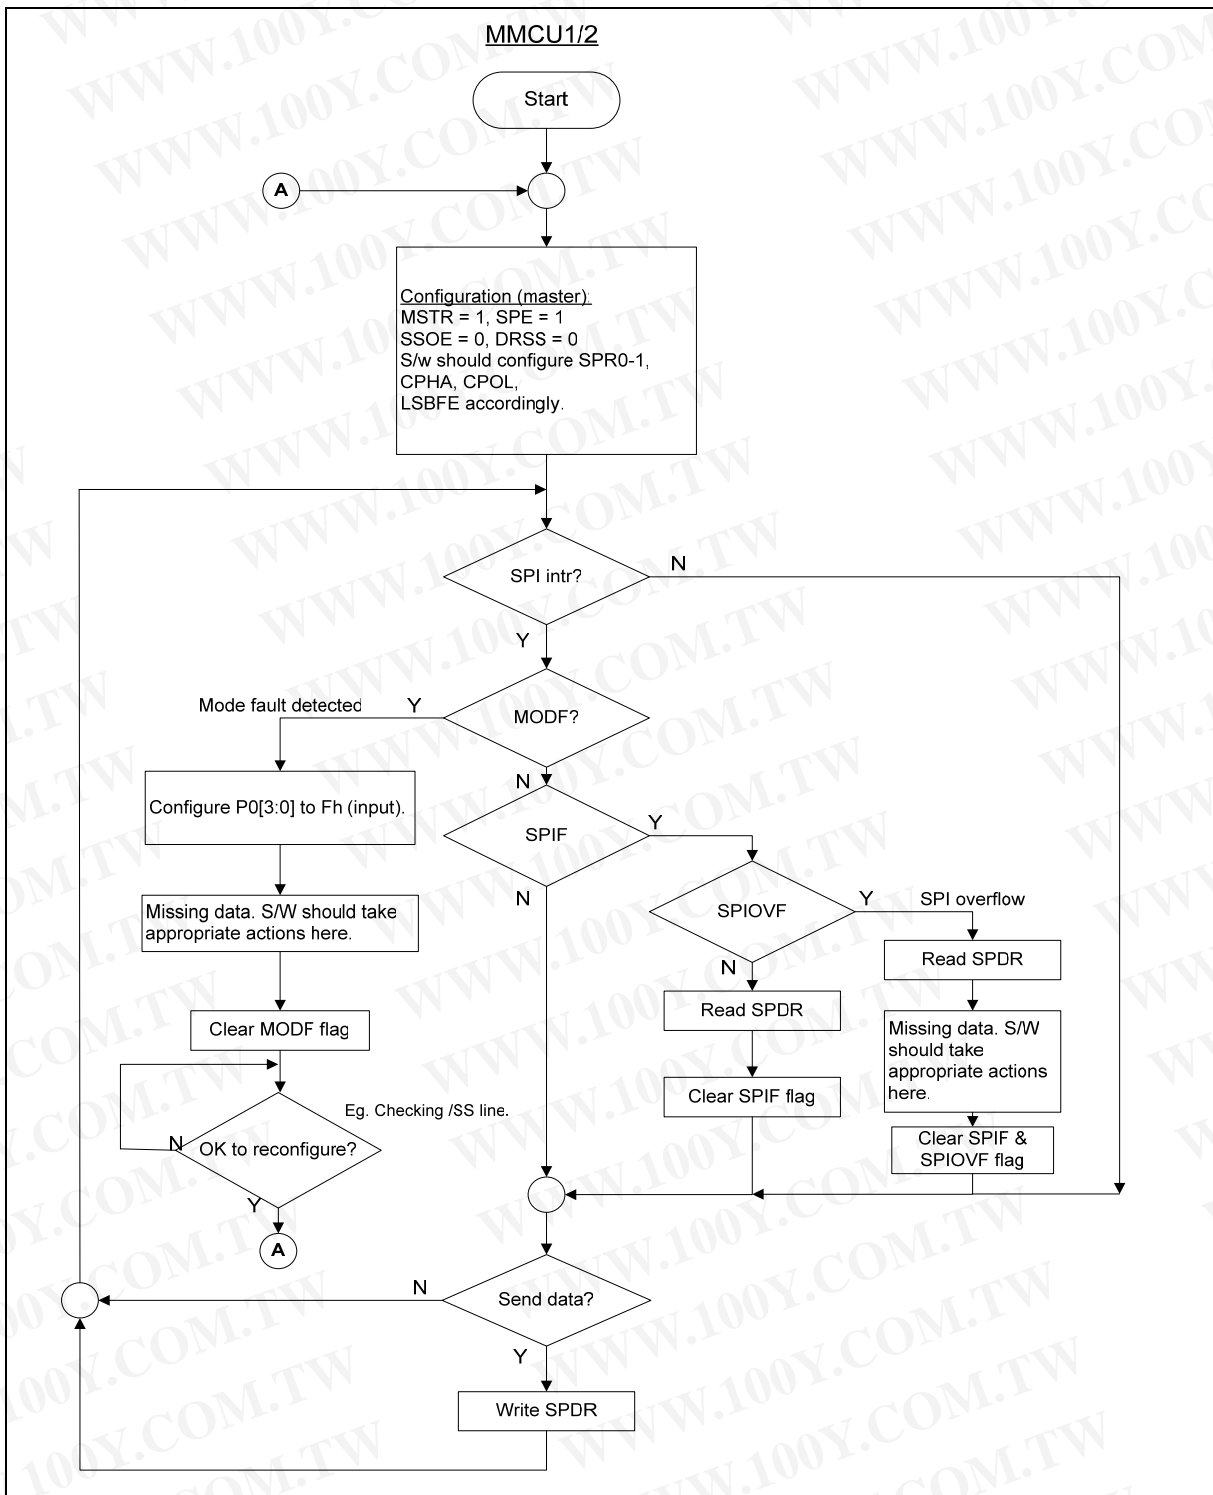 MMCU1/2
Start
A
Configuration (master):
MSTR = 1, SPE = 1
SSOE = 0, DRSS = 0
S/w should configure SPR0-1,
CPHA, CPOL,
LSBFE accordingly.
SPI intr?
N
Y
Mode fault detected
Y
MODF?
N
Configure P0[3:0] to Fh (input).
SPIF
Y
N
Missing data. S/W should take
appropriate actions here.
SPIOVF
Y
SPI overflow
N
Read SPDR
Read SPDR
Clear MODF flag
Missing data. S/W
should take
appropriate actions
here.
Clear SPIF flag
Eg. Checking /SS line.
OK to reconfigure?
N
Y
Clear SPIF &
SPIOVF flag
A
Send data?
N
Y
Write SPDR
WWW.100Y.COM.TW